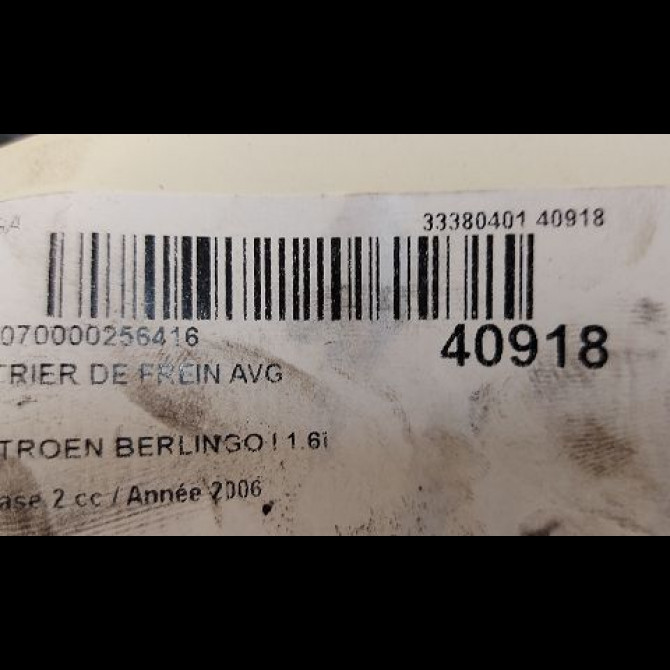 33380401 40918
070000256416
40918
TRIER DE FREIN AVG
TROEN BERLINGO I 1.6i
ase 2 cc / Année 2006